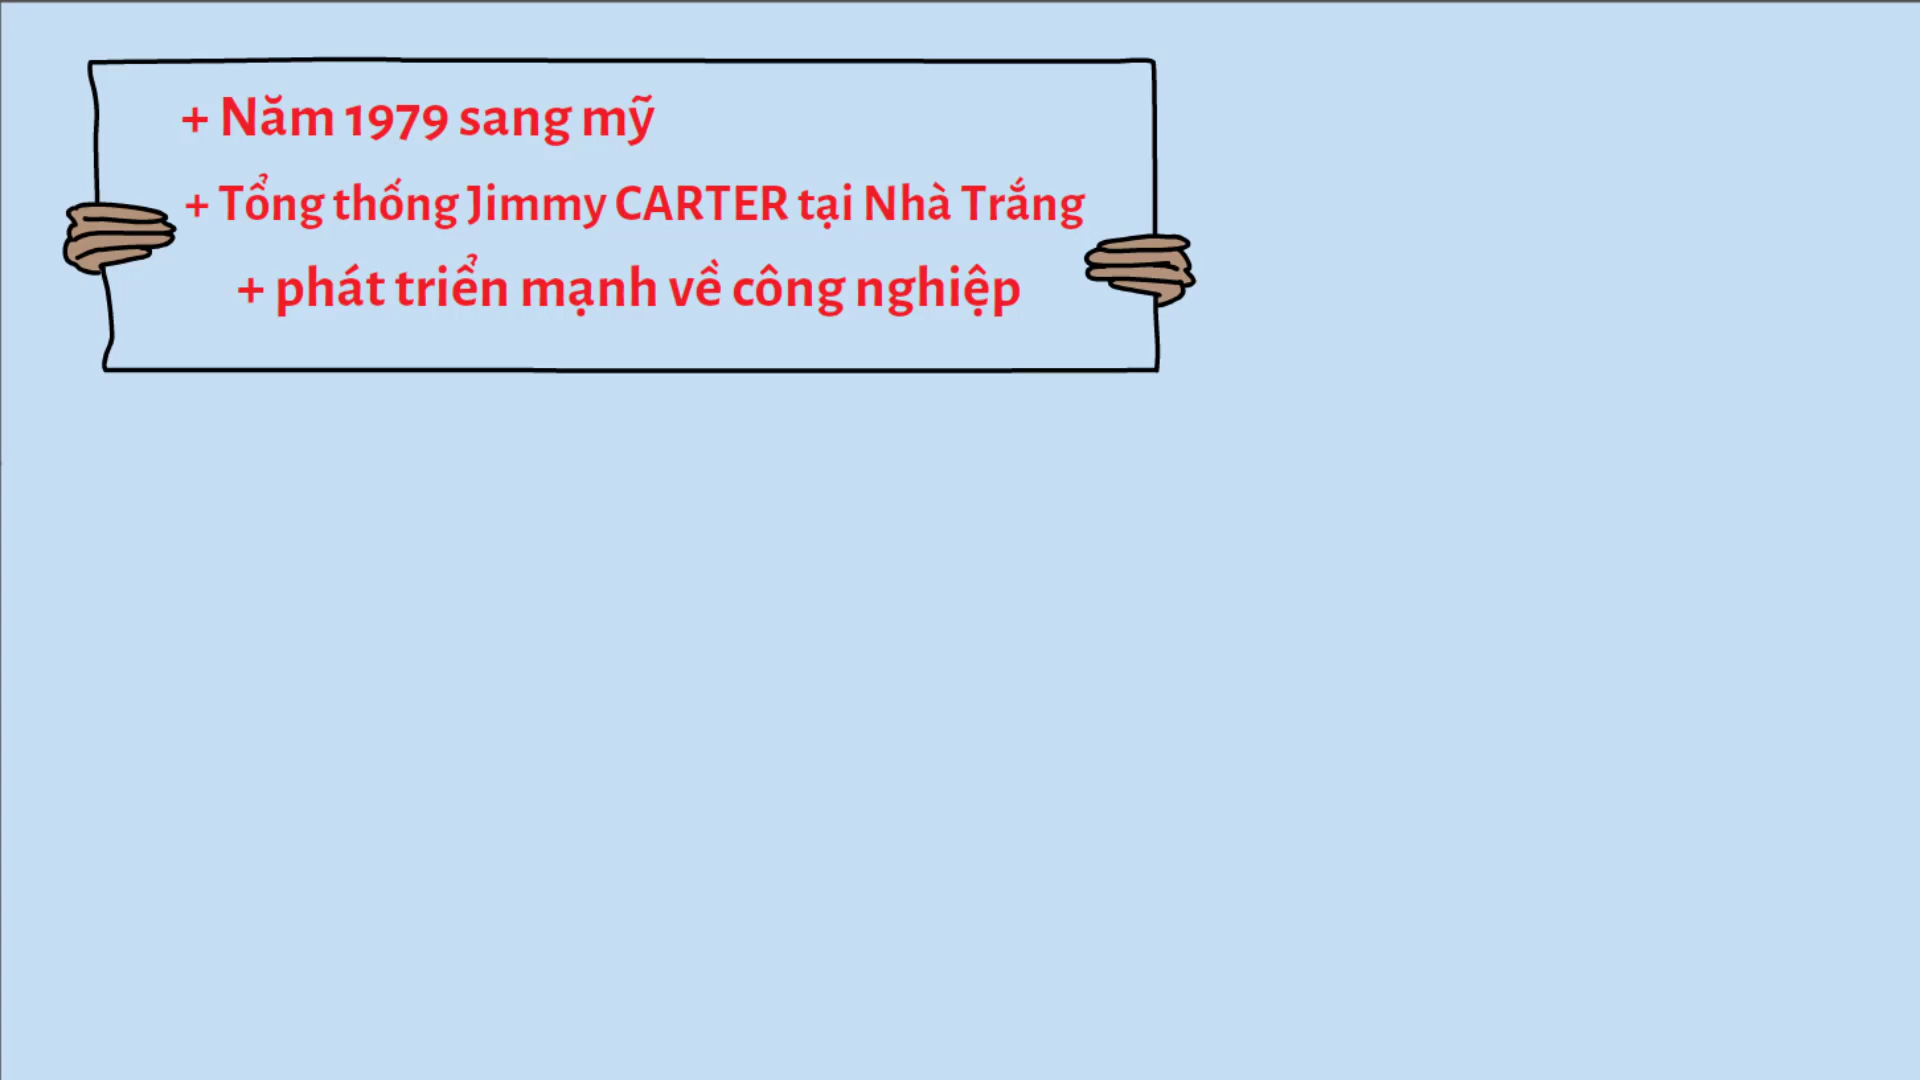 + Năm 1979 sang mỹ
+ Tổng thống Jimmy CARTER tại Nhà Trắng
+ phát triển mạnh về công nghiệp